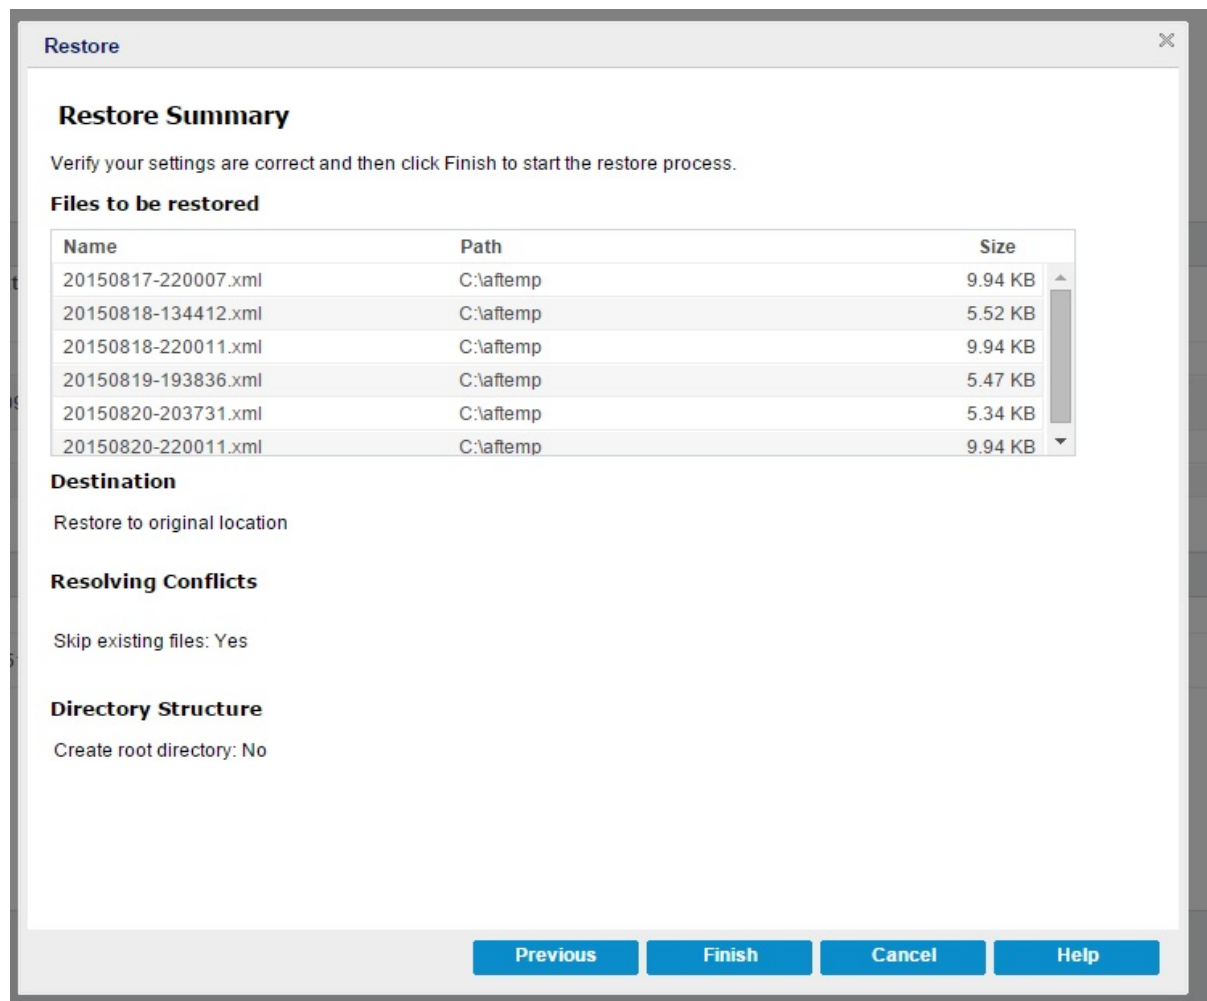 Restore
Restore Summary
Verify your settings are correct and then click Finish to start the restore process.
Files to be restored
Name Path Size
20150817-220007.xml C:\aftemp 9.94 KB
20150818-134412.xml C:\aftemp 5.52 KB
20150818-220011.xml C:\aftemp 9.94 KB
20150819-193836.xml C:\aftemp 5.47 KB
20150820-203731.xml C:\aftemp 5.34 KB
20150820-220011.xml C:\aftemp 9.94 KB
Destination
Restore to original location
Resolving Conflicts
Skip existing files: Yes
Directory Structure
Create root directory: No
Previous Finish Cancel Help